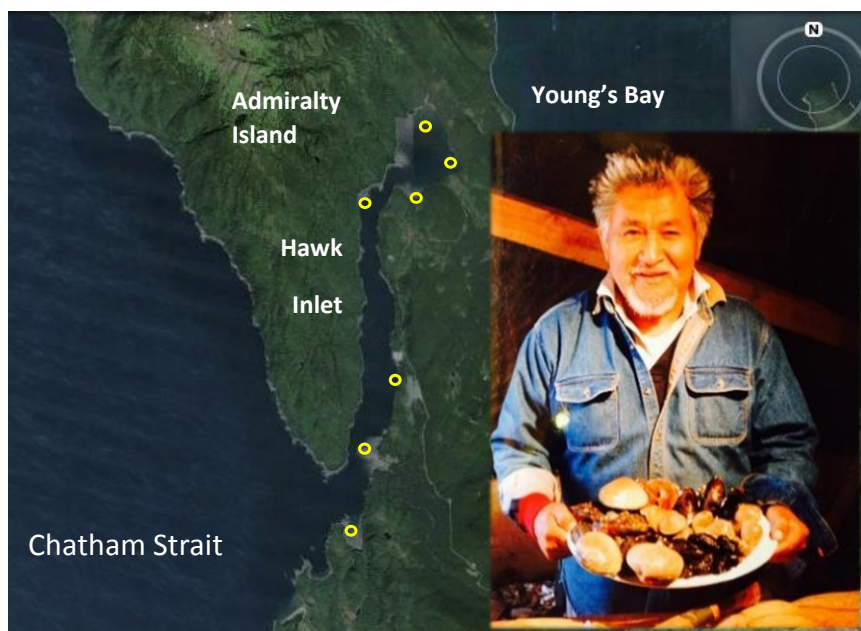 N
Admiralty
Island
Young's Bay
Hawk
Inlet
Chatham Strait